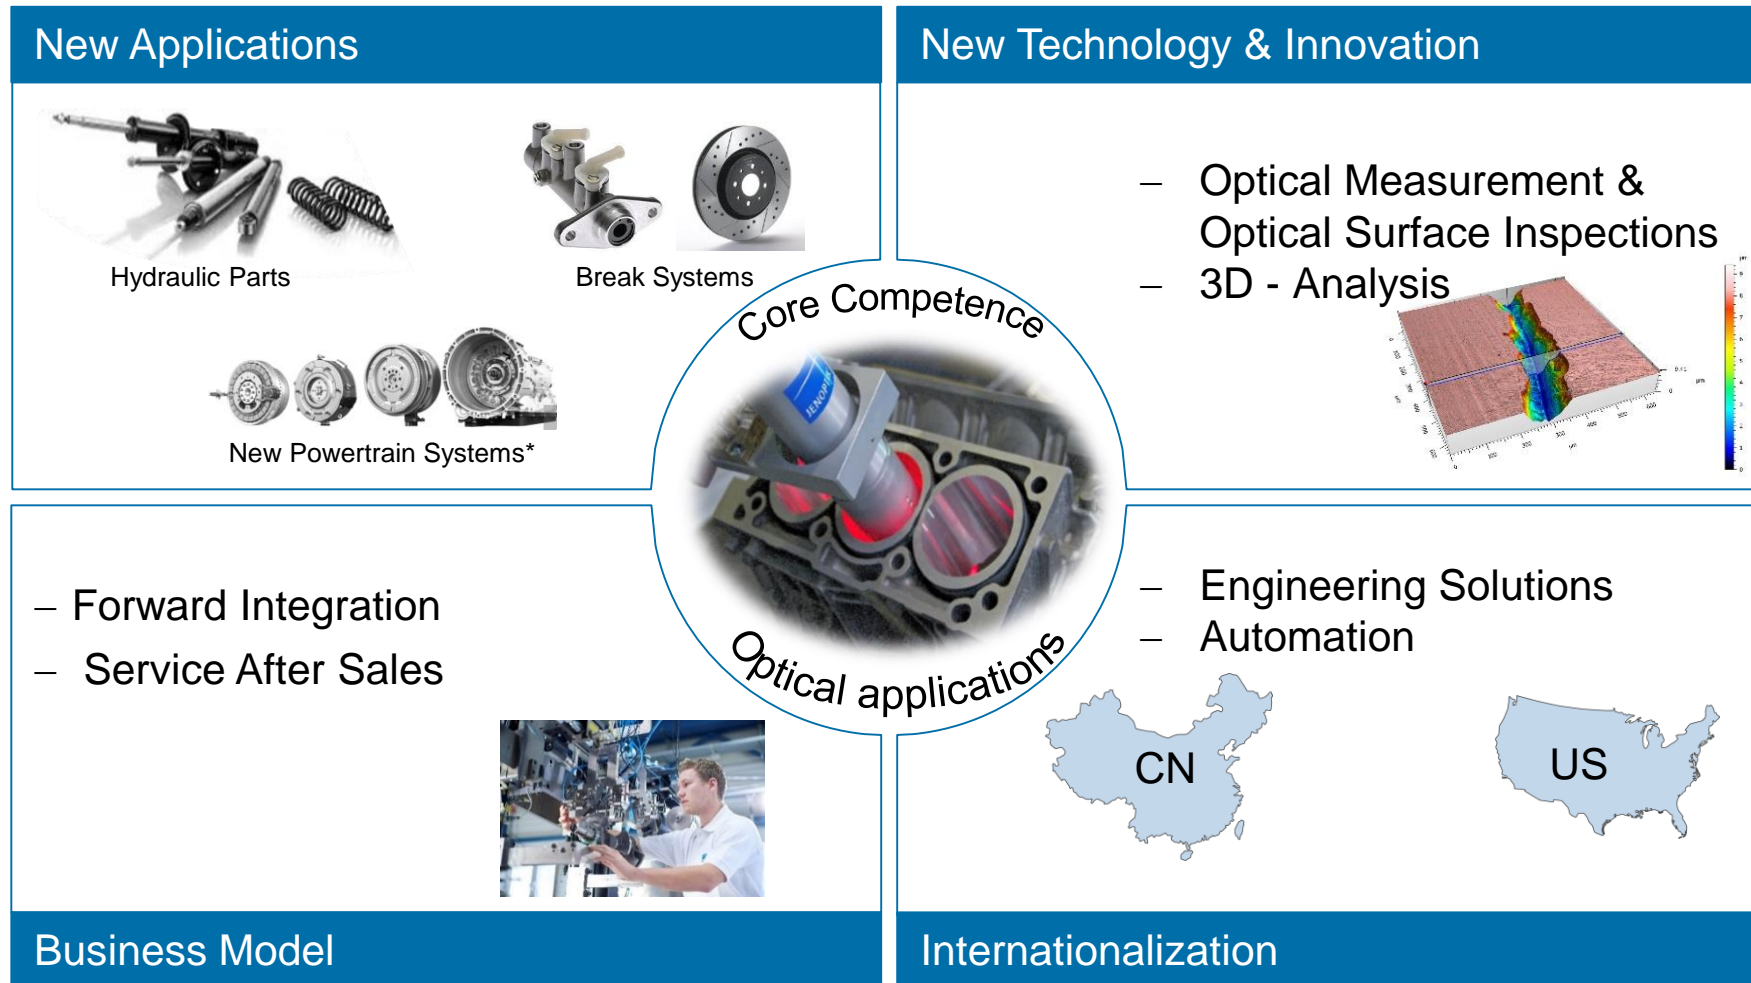 New Applications
New Technology & Innovation
Hydraulic Parts
Break Systems
New Powertrain Systems*
– Optical Measurement &
Optical Surface Inspections
– 3D - Analysis
Core Competence
JENOPTIK
Optical applications
– Forward Integration
– Service After Sales
– Engineering Solutions
– Automation
CN
US
Business Model
Internationalization